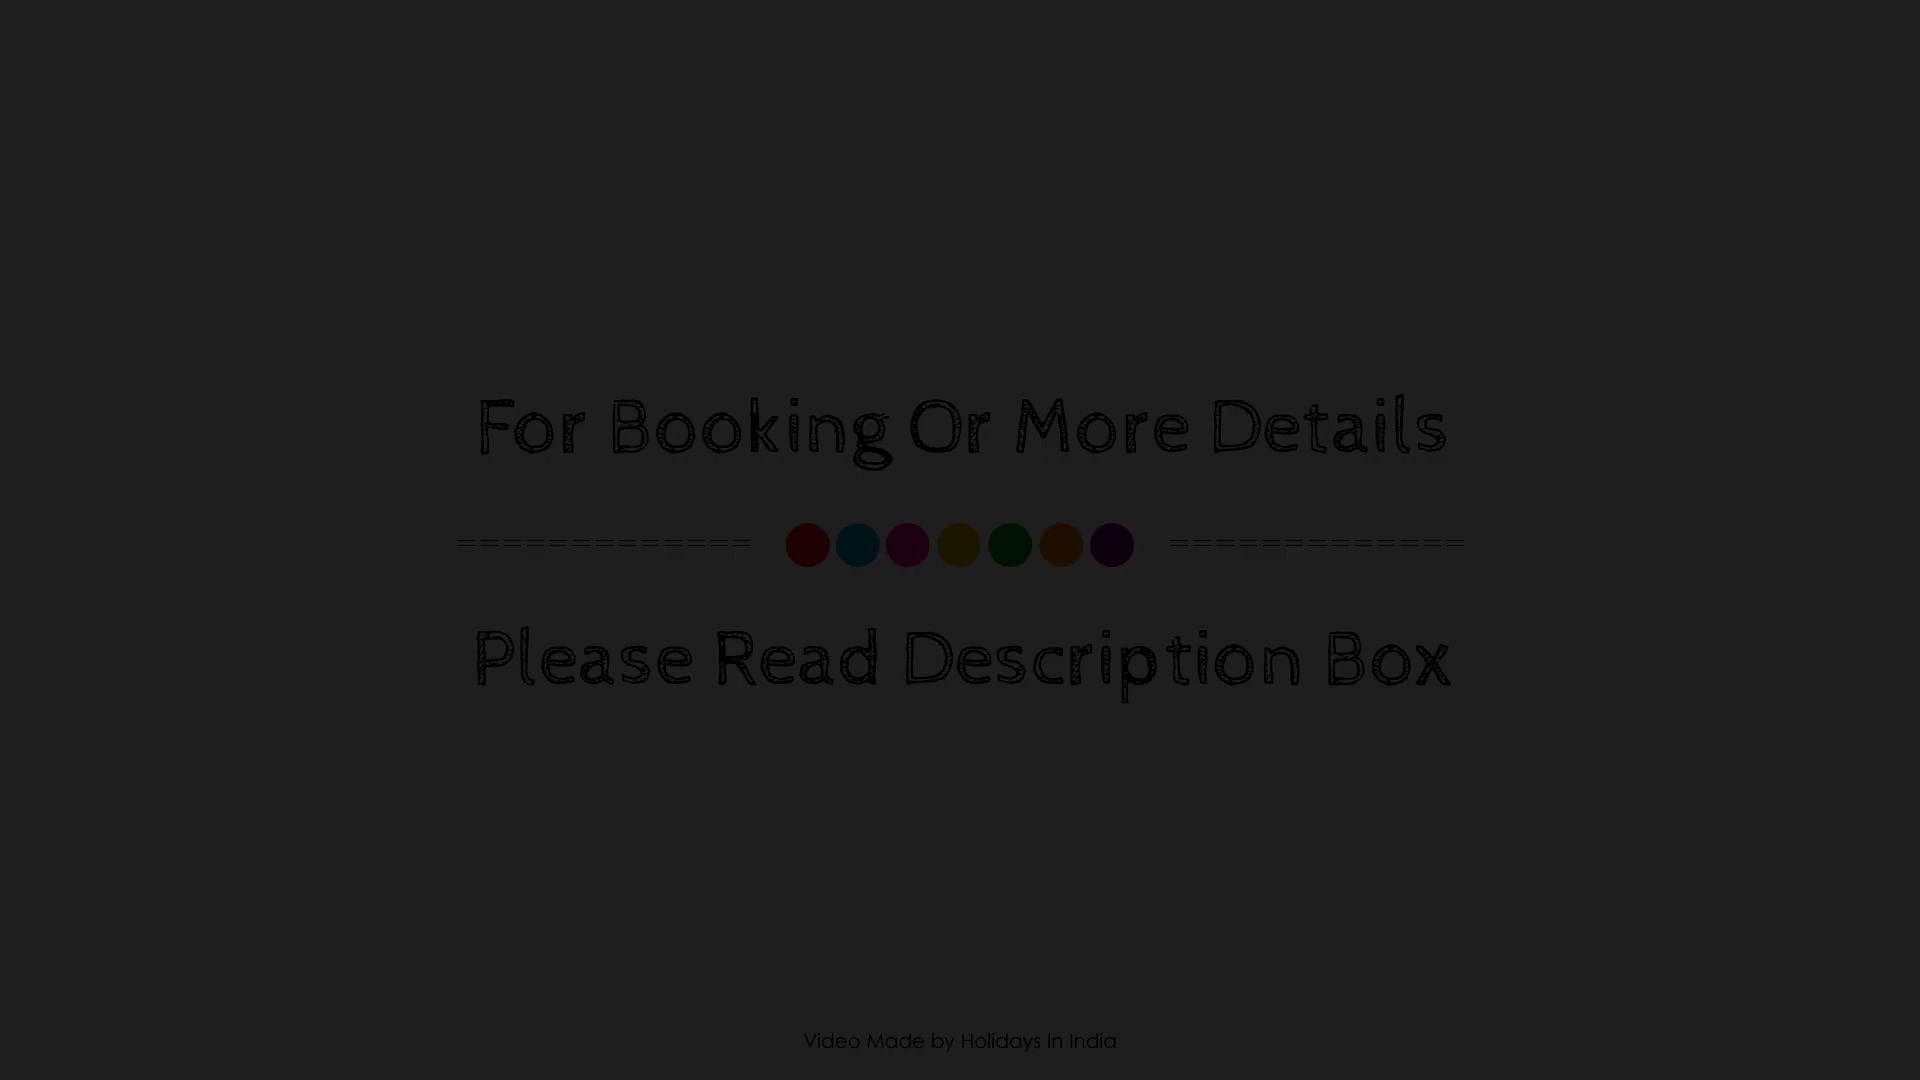 For Booking Or More Details
============= =============
Please Read Description Box
Video Made by Holidays In India